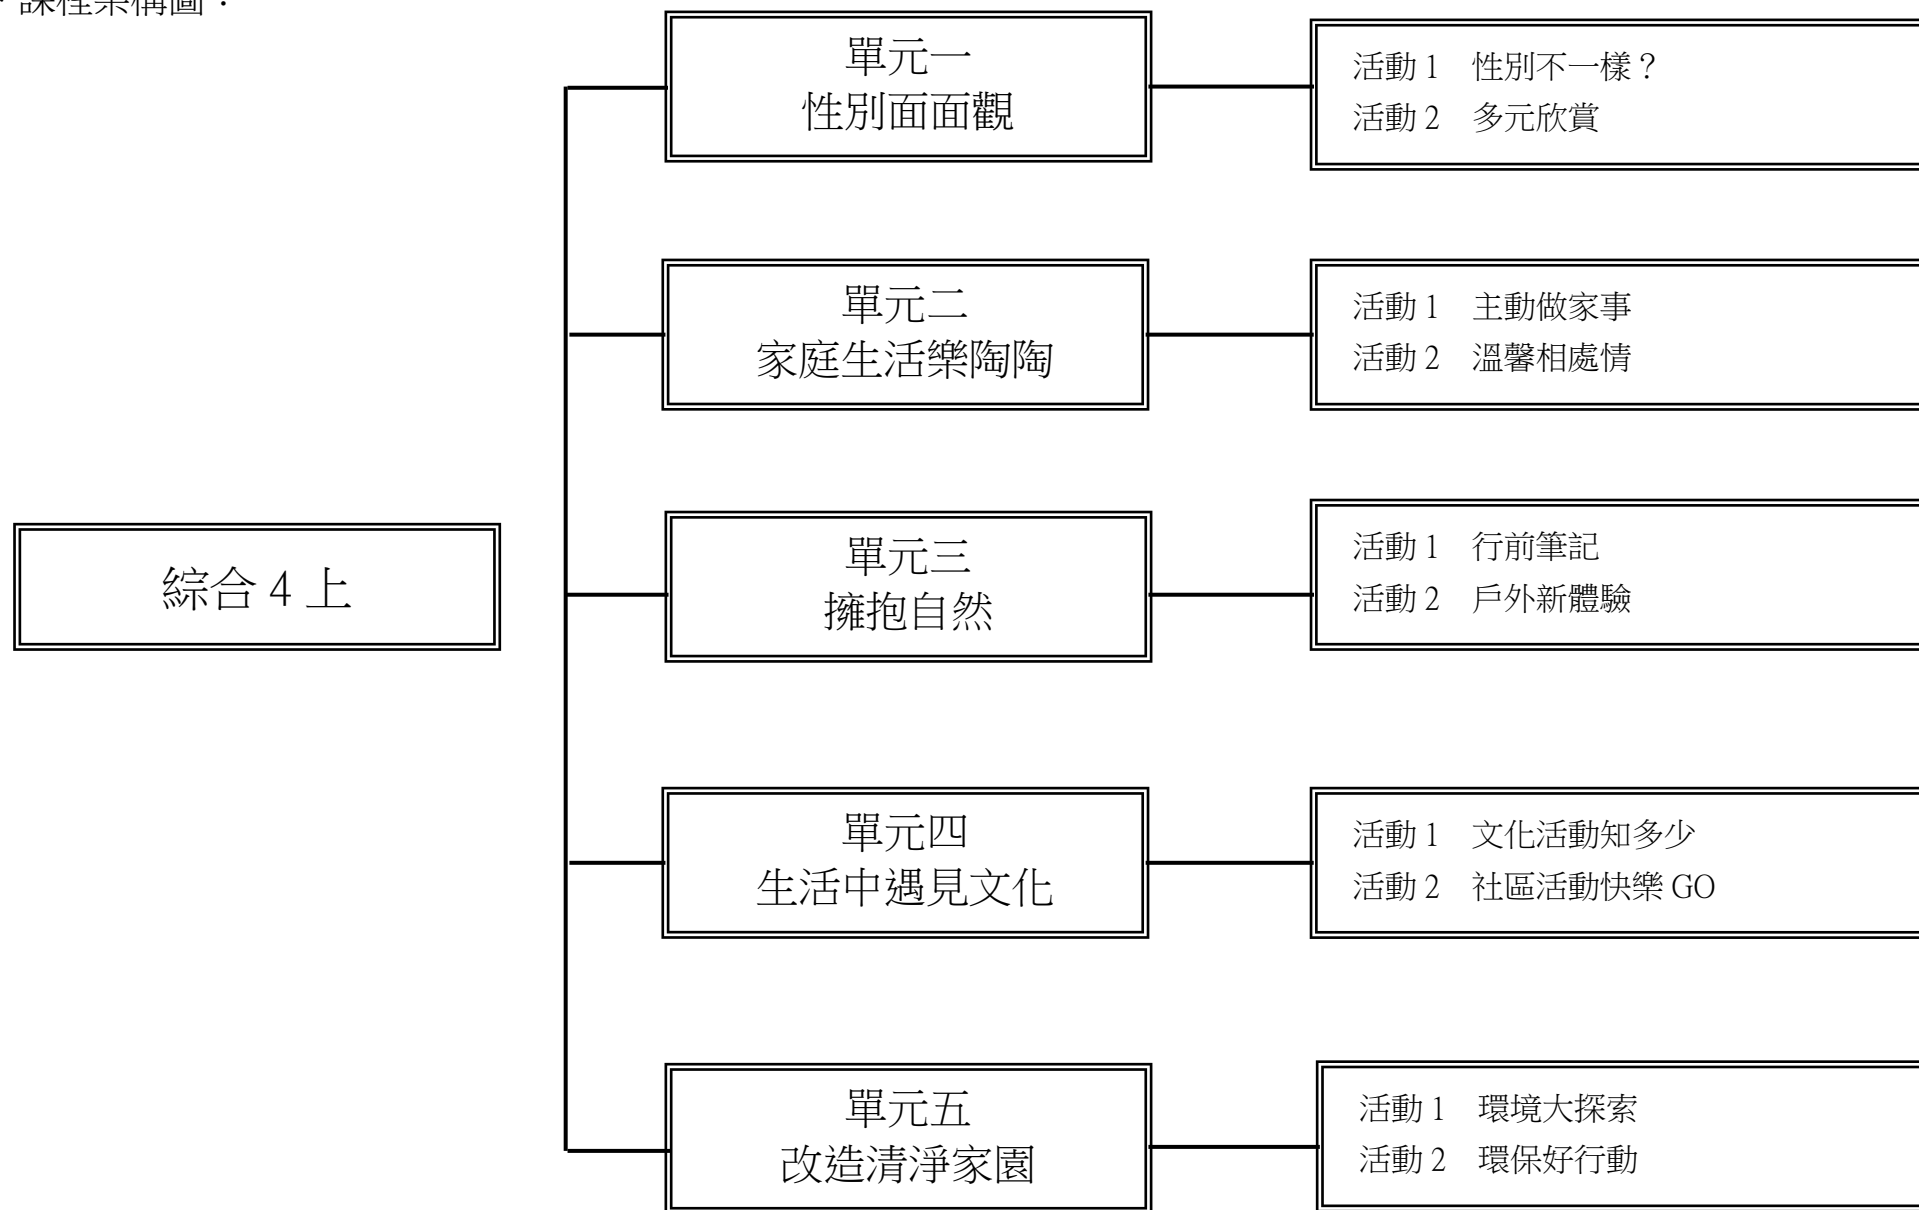 課程架構圖：
單元一
性別面面觀
活動 1　性別不一樣？
活動 2　多元欣賞
單元二
家庭生活樂陶陶
活動 1　主動做家事
活動 2　溫馨相處情
綜合 4 上
單元三
擁抱自然
活動 1　行前筆記
活動 2　戶外新體驗
單元四
生活中遇見文化
活動 1　文化活動知多少
活動 2　社區活動快樂 GO
單元五
改造清淨家園
活動 1　環境大探索
活動 2　環保好行動